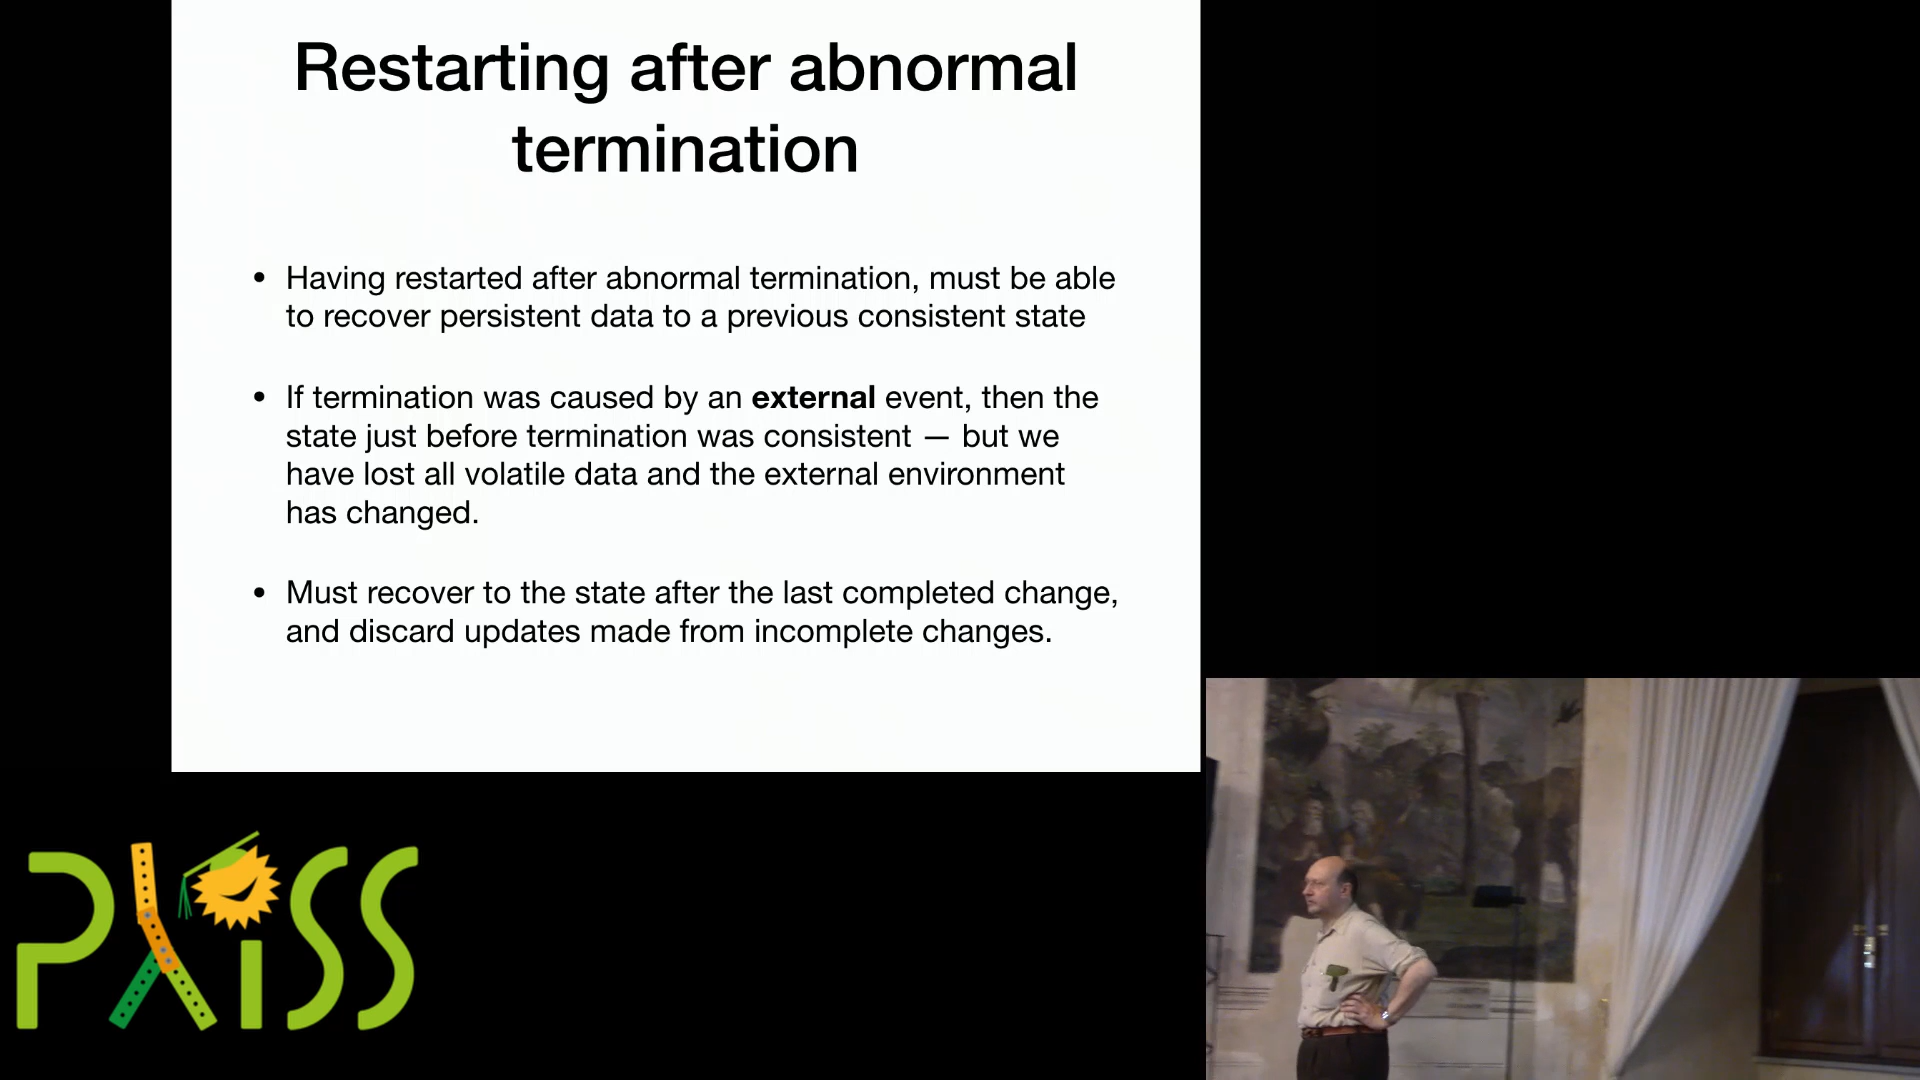 Restarting after abnormal
termination
• Having restarted after abnormal termination, must be able
to recover persistent data to a previous consistent state
• If termination was caused by an external event, then the
state just before termination was consistent — but we
have lost all volatile data and the external environment
has changed.
• Must recover to the state after the last completed change,
and discard updates made from incomplete changes.
PXiSS